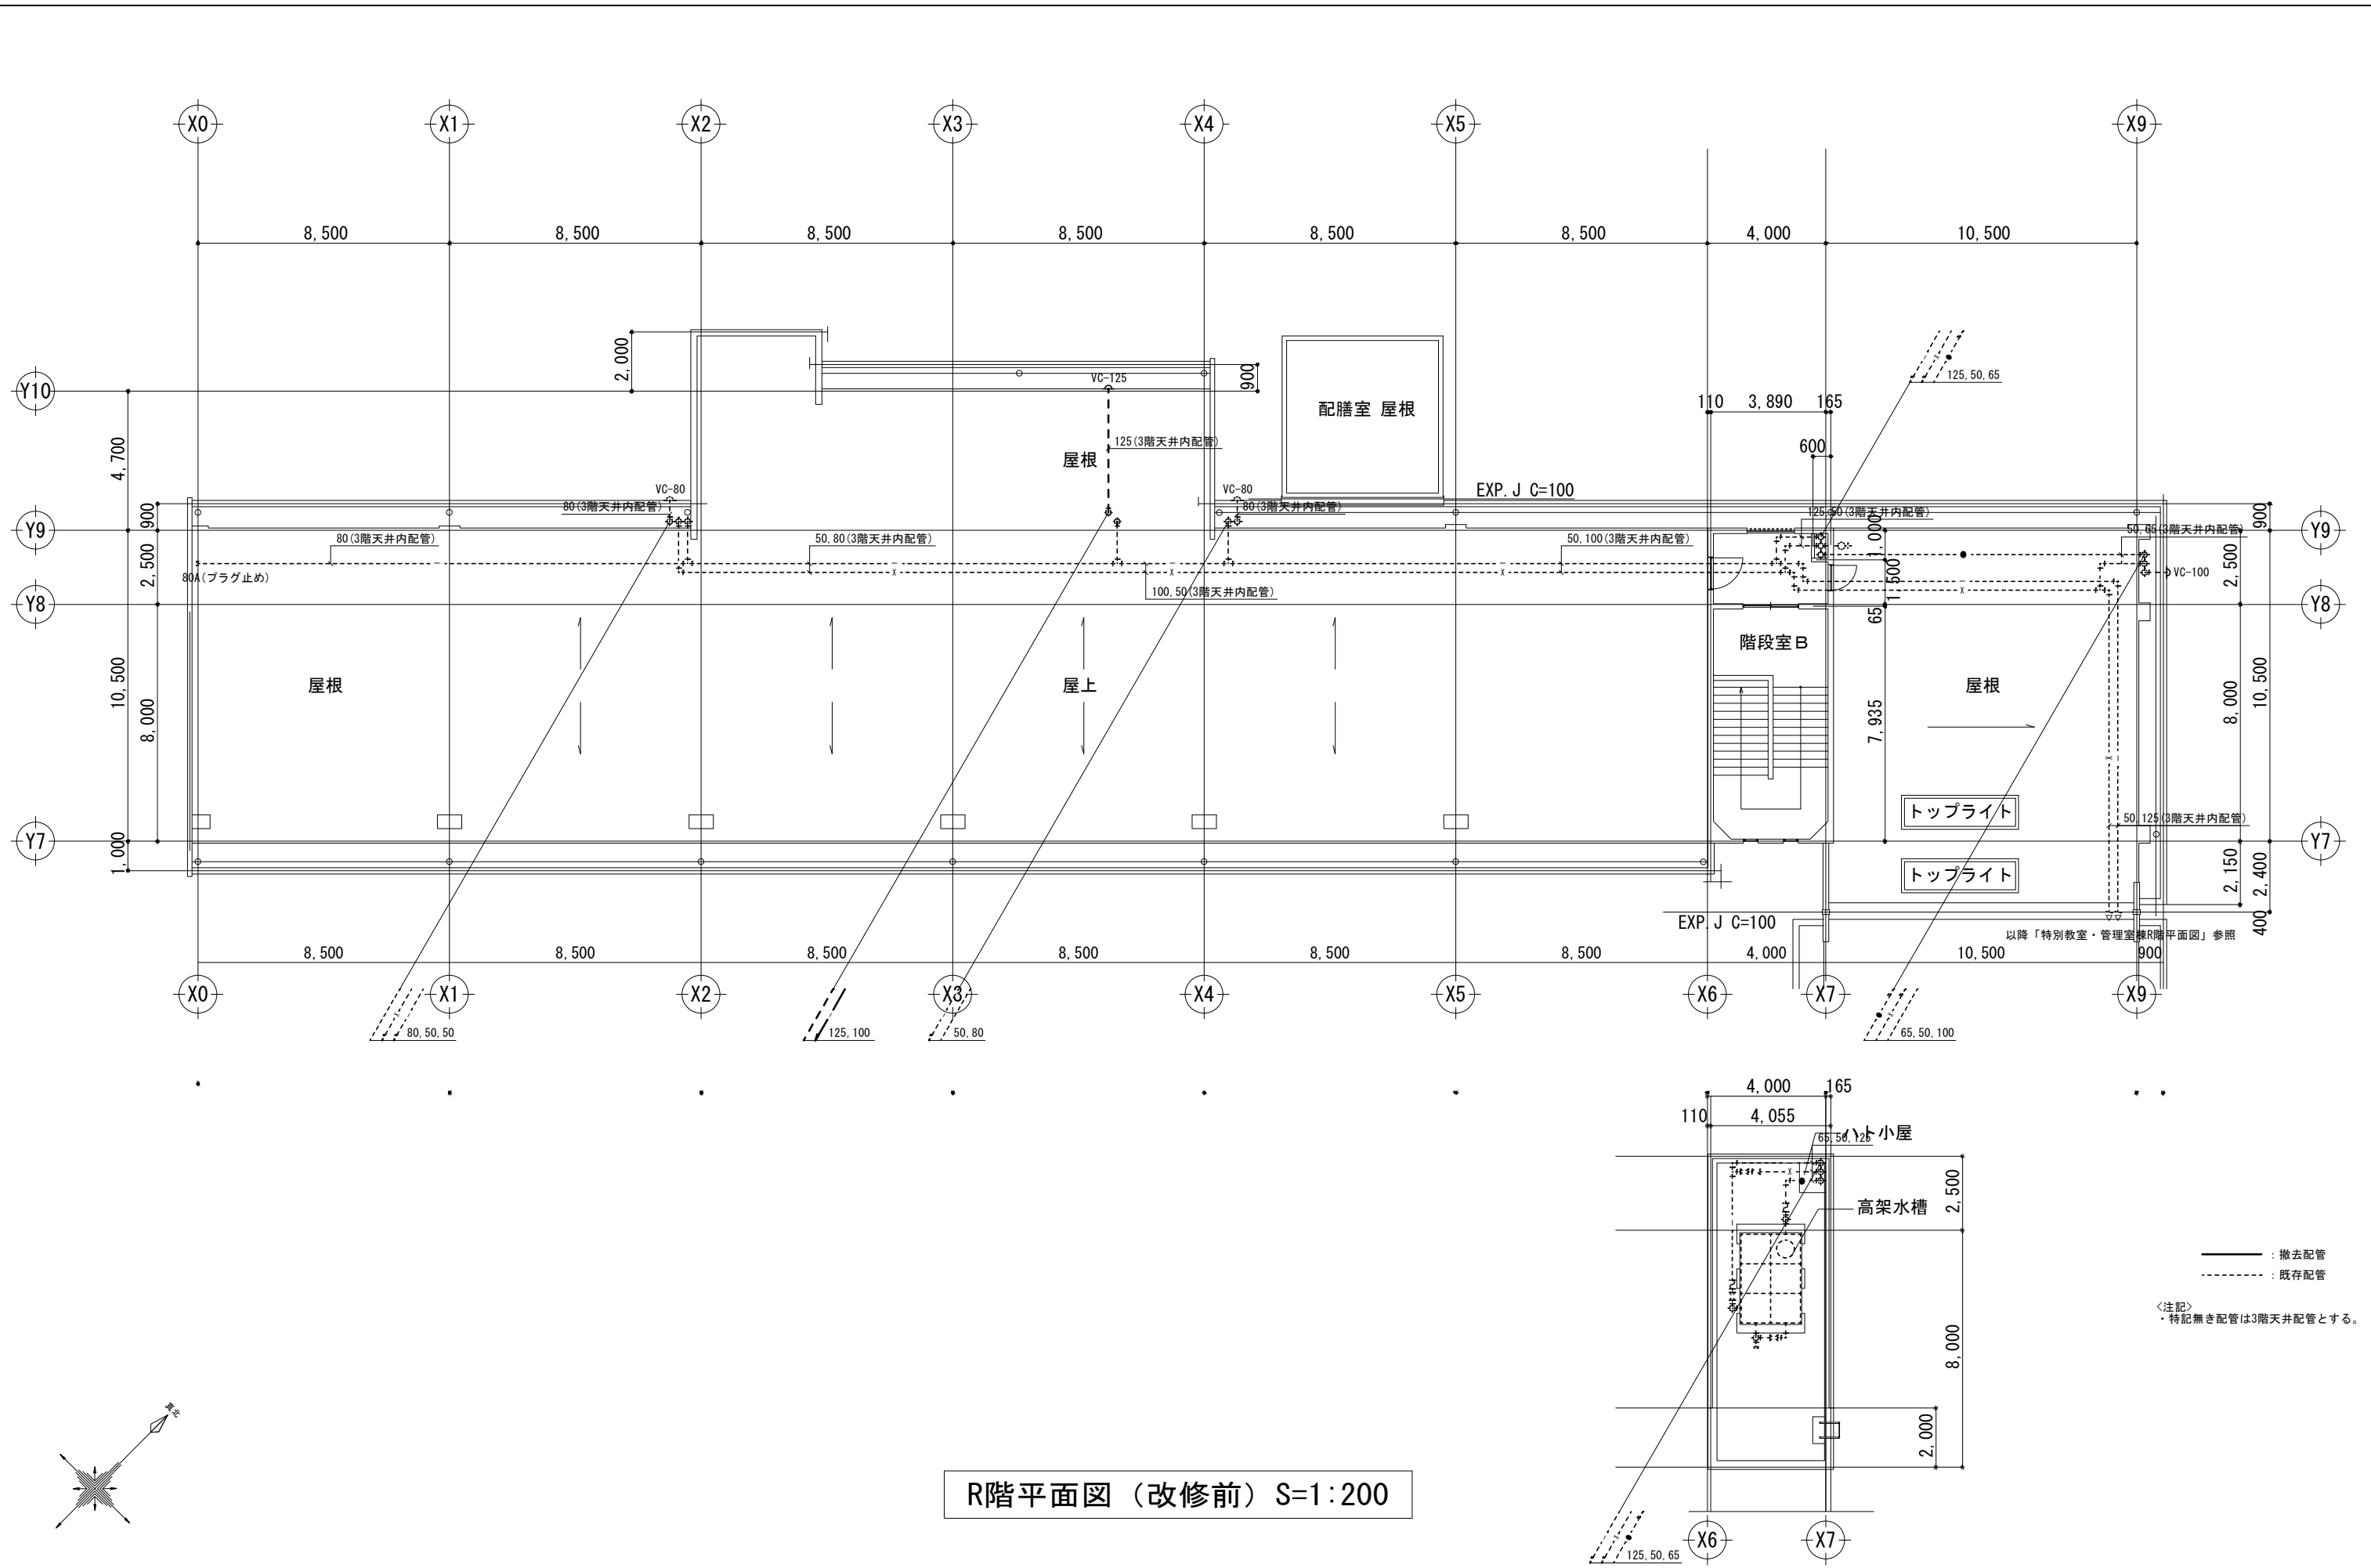 X0 X1 X2 X3 X4 X5 X9
8,500 8,500 8,500 8,500 8,500 8,500 4,000 10,500
125,50,65
2,000
900
Y10
VC-125
配膳室 屋根
110 3,890 165
600
4,700
125(3階天井内配管)
屋根
VC-80
VC-80
EXP.J C=100
80(3階天井内配管)
80(3階天井内配管)
125,50(3階天井内配管)
900
900
Y9
Y9
1,000
50,65(3階天井内配管)
80(3階天井内配管)
50,80(3階天井内配管)
50,100(3階天井内配管)
2,500
2,500
80A(プラグ止め)
100,50(3階天井内配管)
1,500
VC-100
Y8
Y8
65
階段室B
屋根
屋上
屋根
10,500
8,000
7,935
8,000
10,500
トップライト
50,125(3階天井内配管)
Y7
Y7
1,000
トップライト
2,150
2,400
EXP.J C=100
400
以降「特別教室・管理室棟R階平面図」参照
8,500 8,500 8,500 8,500 8,500 8,500 4,000 10,500 900
X0 X1 X2 X3 X4 X5 X6 X7 X9
80,50,50
125,100
50,80
65,50,100
4,000 165
110 4,055
ハト小屋
65,50,125
2,500
高架水槽
8,000
2,000
:撤去配管
:既存配管
<注記>
・特記無き配管は3階天井配管とする。
真北
R階平面図（改修前）S=1:200
X6 X7
125,50,65